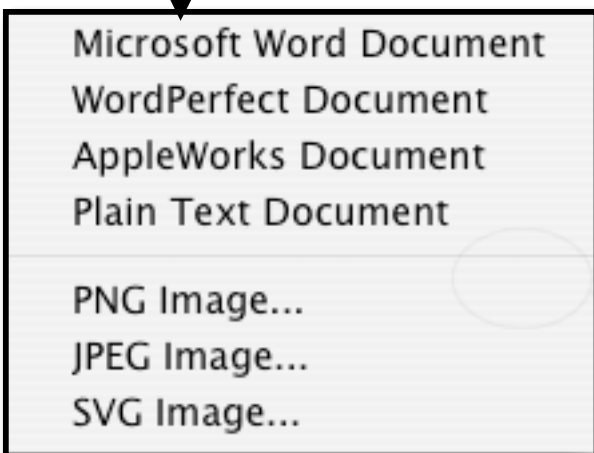 Microsoft Word Document
WordPerfect Document
AppleWorks Document
Plain Text Document
PNG Image...
JPEG Image...
SVG Image...